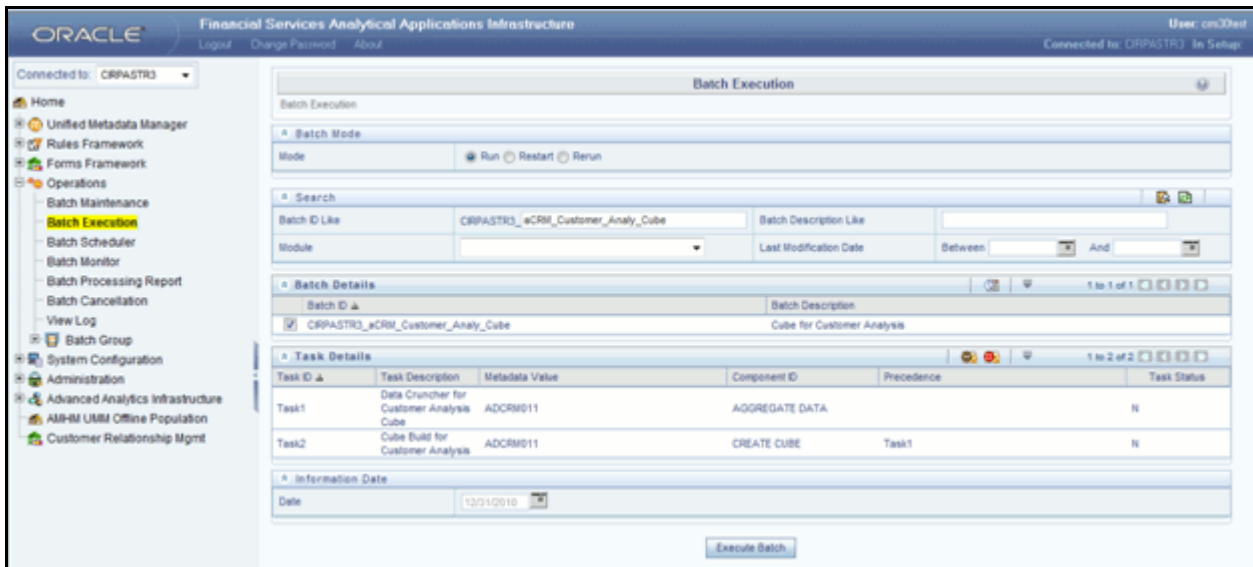 ORACLE
Financial Services Analytical Applications Infrastructure
User: cm30test
Logout Change Password About
Connected to: CIRPASTR3 In Setup:
Connected to: CIRPASTR3
Home
Unified Metadata Manager
Rules Framework
Forms Framework
Operations
Batch Maintenance
Batch Execution
Batch Scheduler
Batch Monitor
Batch Processing Report
Batch Cancellation
View Log
Batch Group
System Configuration
Administration
Advanced Analytics Infrastructure
AMHM UMM Offline Population
Customer Relationship Mgmt
Batch Execution
Batch Execution
Batch Mode
Mode Run Restart Rerun
Search
Batch ID Like CIRPASTR3_ eCRM_Customer_Analy_Cube Batch Description Like
Module Last Modification Date Between And
Batch Details 1 to 1 of 1
Batch ID Batch Description
CIRPASTR3_eCRM_Customer_Analy_Cube Cube for Customer Analysis
Task Details 1 to 2 of 2
Task ID Task Description Metadata Value Component ID Precedence Task Status
Task1 Data Cruncher for Customer Analysis Cube ADCRM011 AGGREGATE DATA N
Task2 Cube Build for Customer Analysis ADCRM011 CREATE CUBE Task1 N
Information Date
Date 12/31/2010
Execute Batch